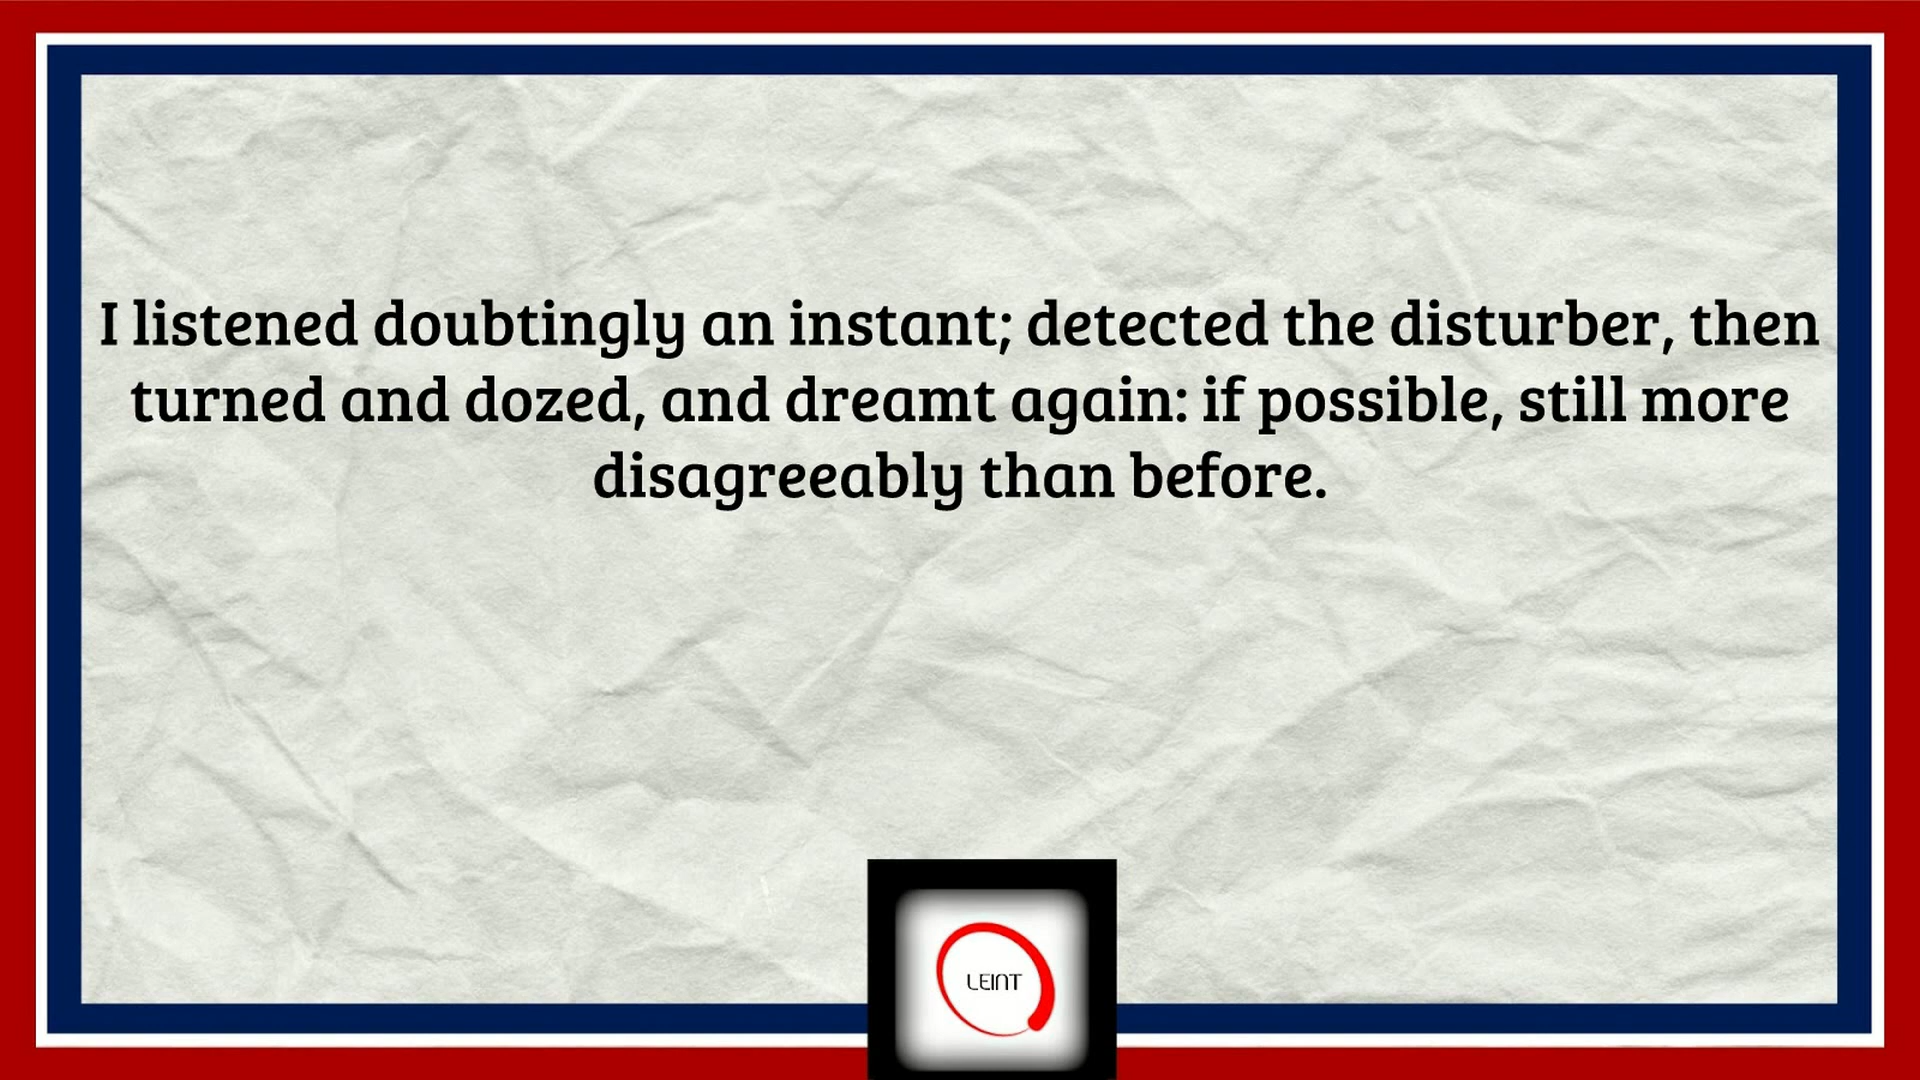 I listened doubtingly an instant; detected the disturber, then
turned and dozed, and dreamt again: if possible, still more
disagreeably than before.
LEINT